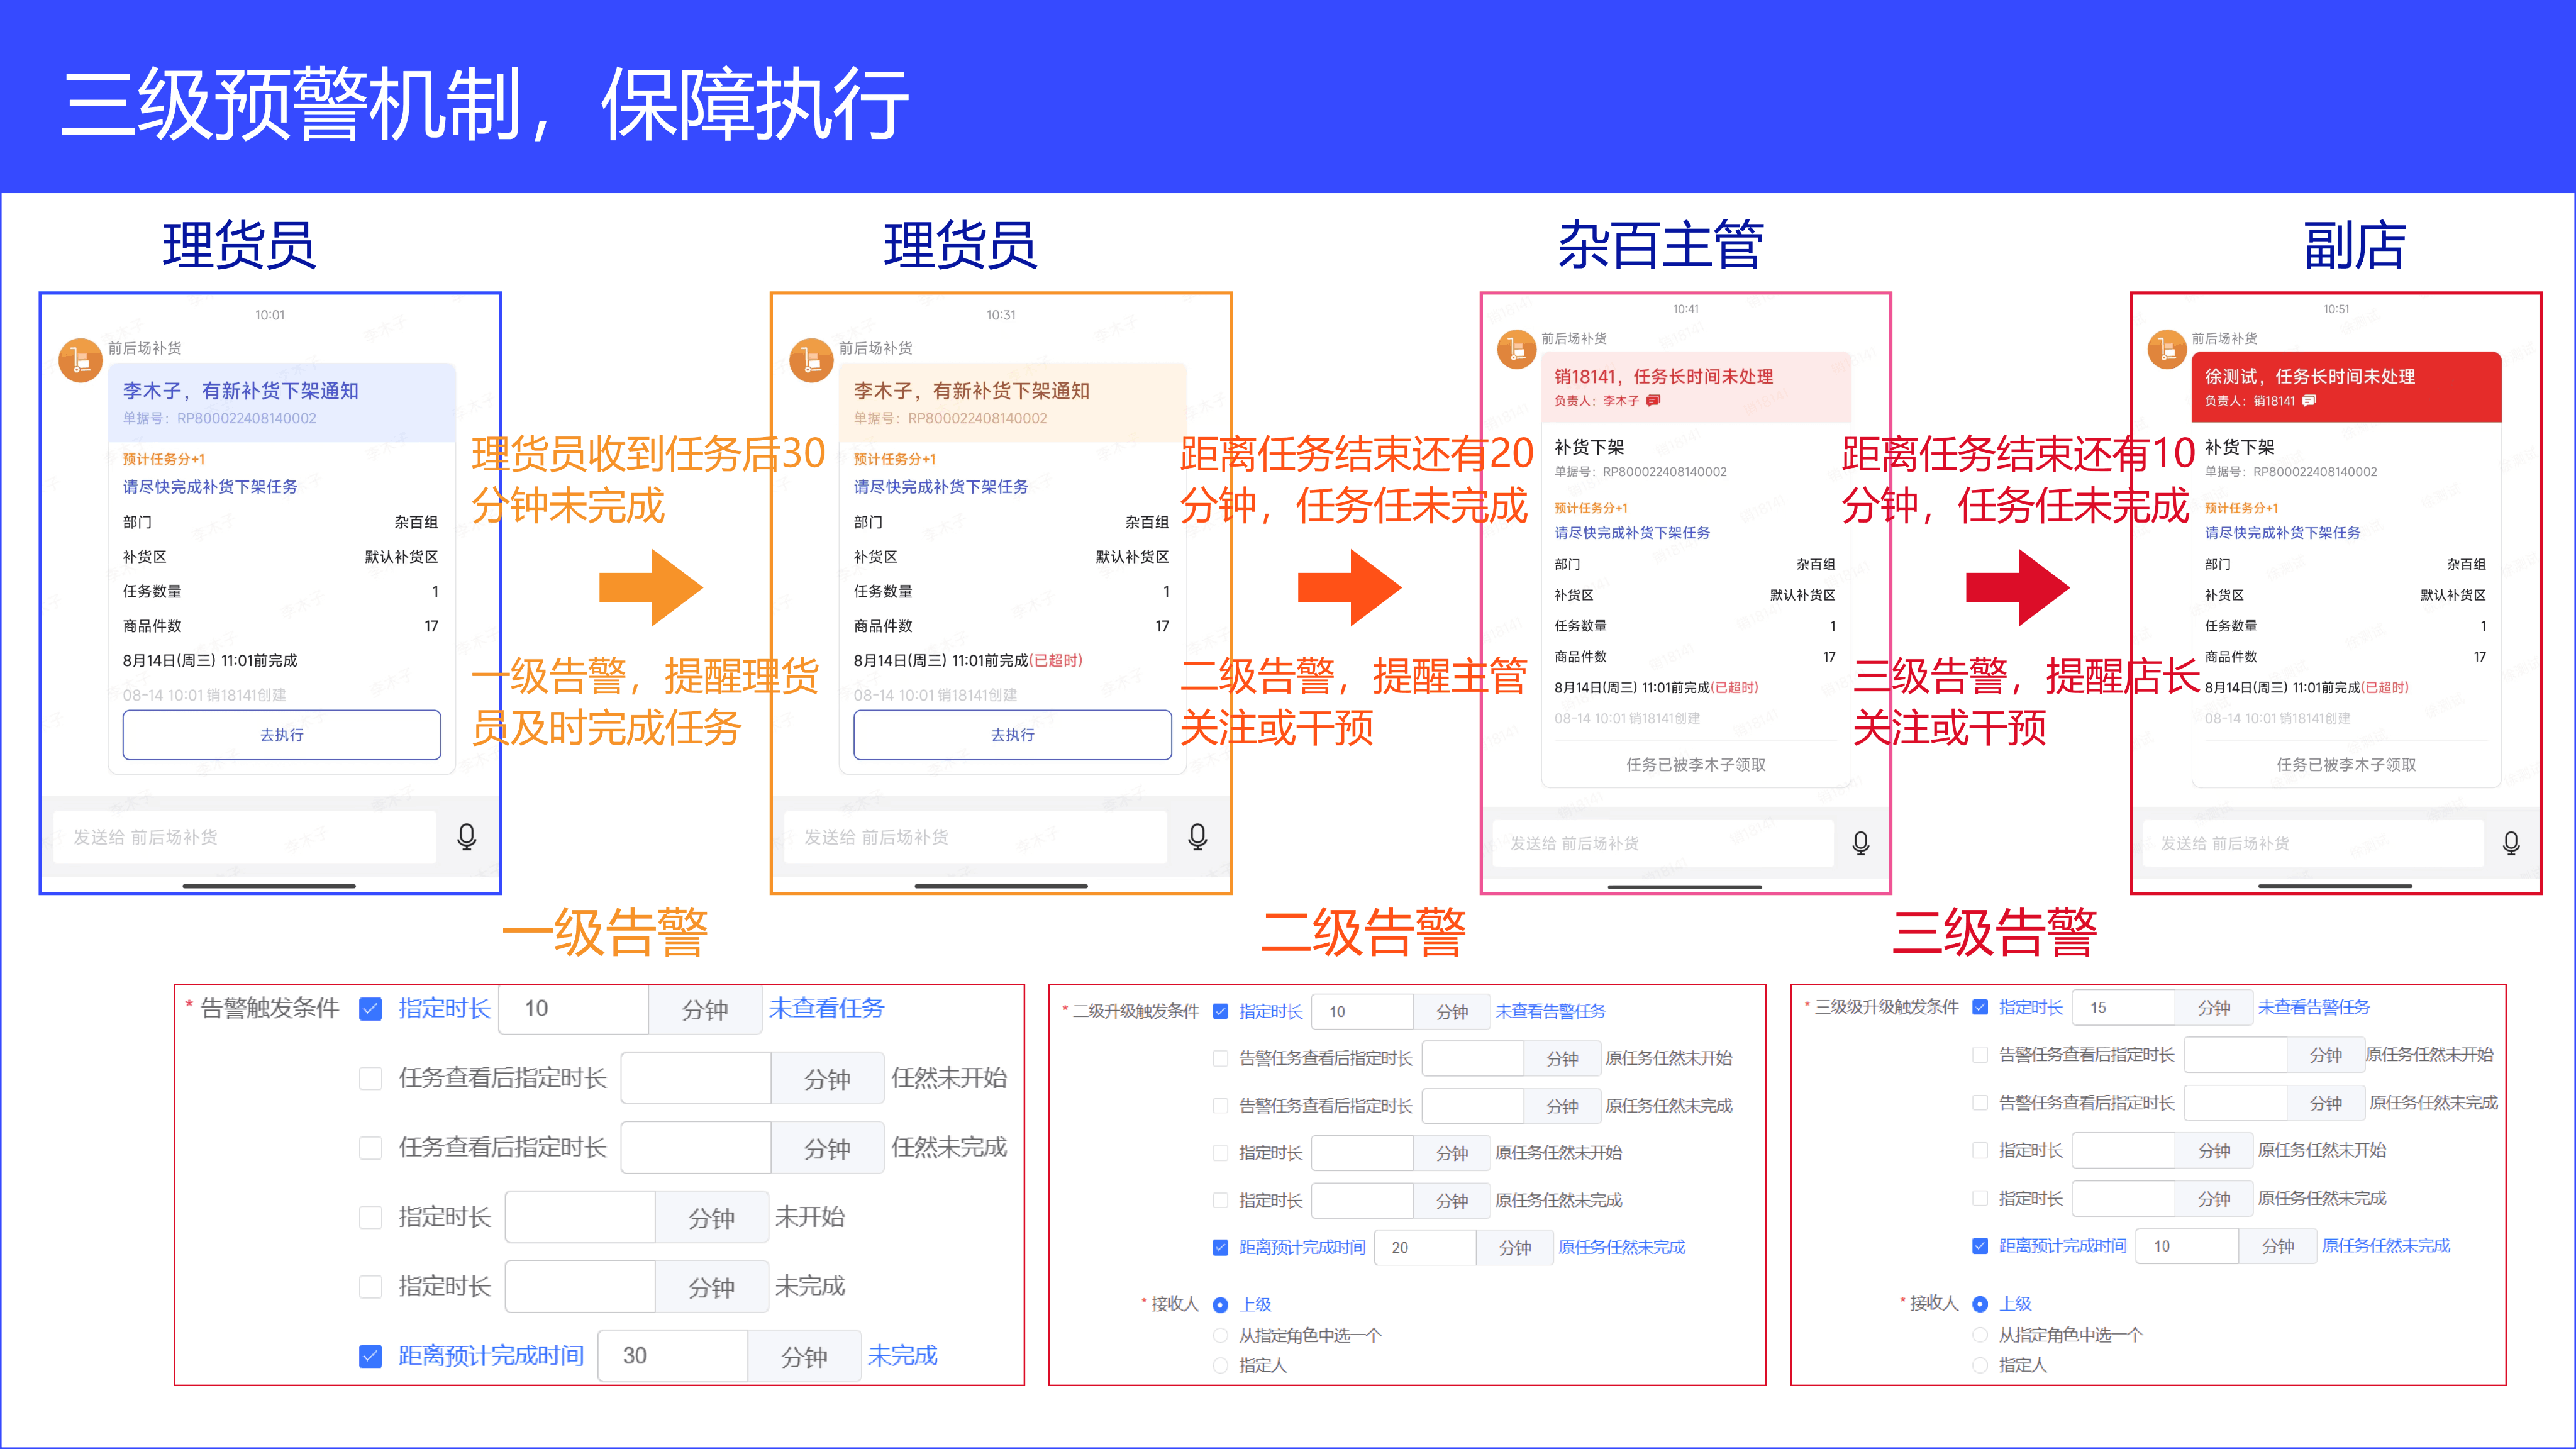 三级预警机制，保障执行
理货员
理货员
杂百主管
副店
10:01
前后场补货
李木子，有新补货下架通知
单据号：RP800022408140002
预计任务分+1
请尽快完成补货下架任务
部门 杂百组
补货区 默认补货区
任务数量 1
商品件数 17
8月14日(周三) 11:01前完成
08-14 10:01 销18141创建
去执行
发送给 前后场补货
理货员收到任务后30
分钟未完成
一级告警，提醒理货
员及时完成任务
10:31
前后场补货
李木子，有新补货下架通知
单据号：RP800022408140002
预计任务分+1
请尽快完成补货下架任务
部门 杂百组
补货区 默认补货区
任务数量 1
商品件数 17
8月14日(周三) 11:01前完成(已超时)
08-14 10:01 销18141创建
去执行
发送给 前后场补货
距离任务结束还有20
分钟，任务任未完成
二级告警，提醒主管
关注或干预
10:41
前后场补货
销18141，任务长时间未处理
负责人：李木子
补货下架
单据号：RP800022408140002
预计任务分+1
请尽快完成补货下架任务
部门 杂百组
补货区 默认补货区
任务数量 1
商品件数 17
8月14日(周三) 11:01前完成(已超时)
08-14 10:01 销18141创建
任务已被李木子领取
发送给 前后场补货
距离任务结束还有10
分钟，任务任未完成
三级告警，提醒店长
关注或干预
10:51
前后场补货
徐测试，任务长时间未处理
负责人：销18141
补货下架
单据号：RP800022408140002
预计任务分+1
请尽快完成补货下架任务
部门 杂百组
补货区 默认补货区
任务数量 1
商品件数 17
8月14日(周三) 11:01前完成(已超时)
08-14 10:01 销18141创建
任务已被李木子领取
发送给 前后场补货
一级告警
二级告警
三级告警
* 告警触发条件 指定时长 10 分钟 未查看任务
任务查看后指定时长 分钟 任然未开始
任务查看后指定时长 分钟 任然未完成
指定时长 分钟 未开始
指定时长 分钟 未完成
距离预计完成时间 30 分钟 未完成
* 二级升级触发条件 指定时长 10 分钟 未查看告警任务
告警任务查看后指定时长 分钟 原任务任然未开始
告警任务查看后指定时长 分钟 原任务任然未完成
指定时长 分钟 原任务任然未开始
指定时长 分钟 原任务任然未完成
距离预计完成时间 20 分钟 原任务任然未完成
* 接收人 上级
从指定角色中选一个
指定人
* 三级级升级触发条件 指定时长 15 分钟 未查看告警任务
告警任务查看后指定时长 分钟 原任务任然未开始
告警任务查看后指定时长 分钟 原任务任然未完成
指定时长 分钟 原任务任然未开始
指定时长 分钟 原任务任然未完成
距离预计完成时间 10 分钟 原任务任然未完成
* 接收人 上级
从指定角色中选一个
指定人